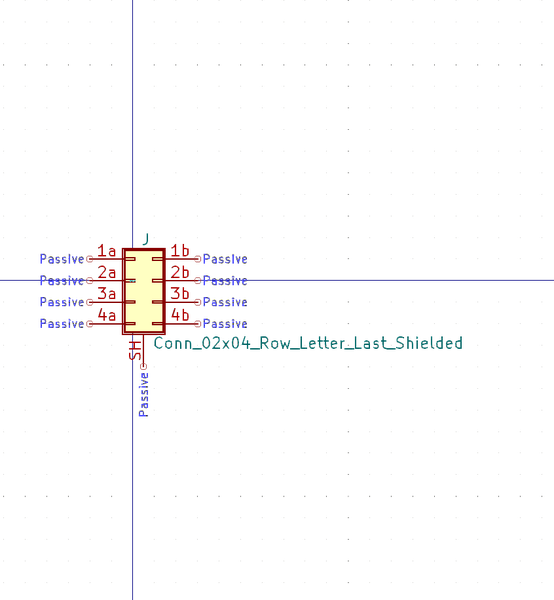 J
Passive 1a 1b Passive
Passive 2a 2b Passive
Passive 3a 3b Passive
Passive 4a 4b Passive
SH
Conn_02x04_Row_Letter_Last_Shielded
Passive